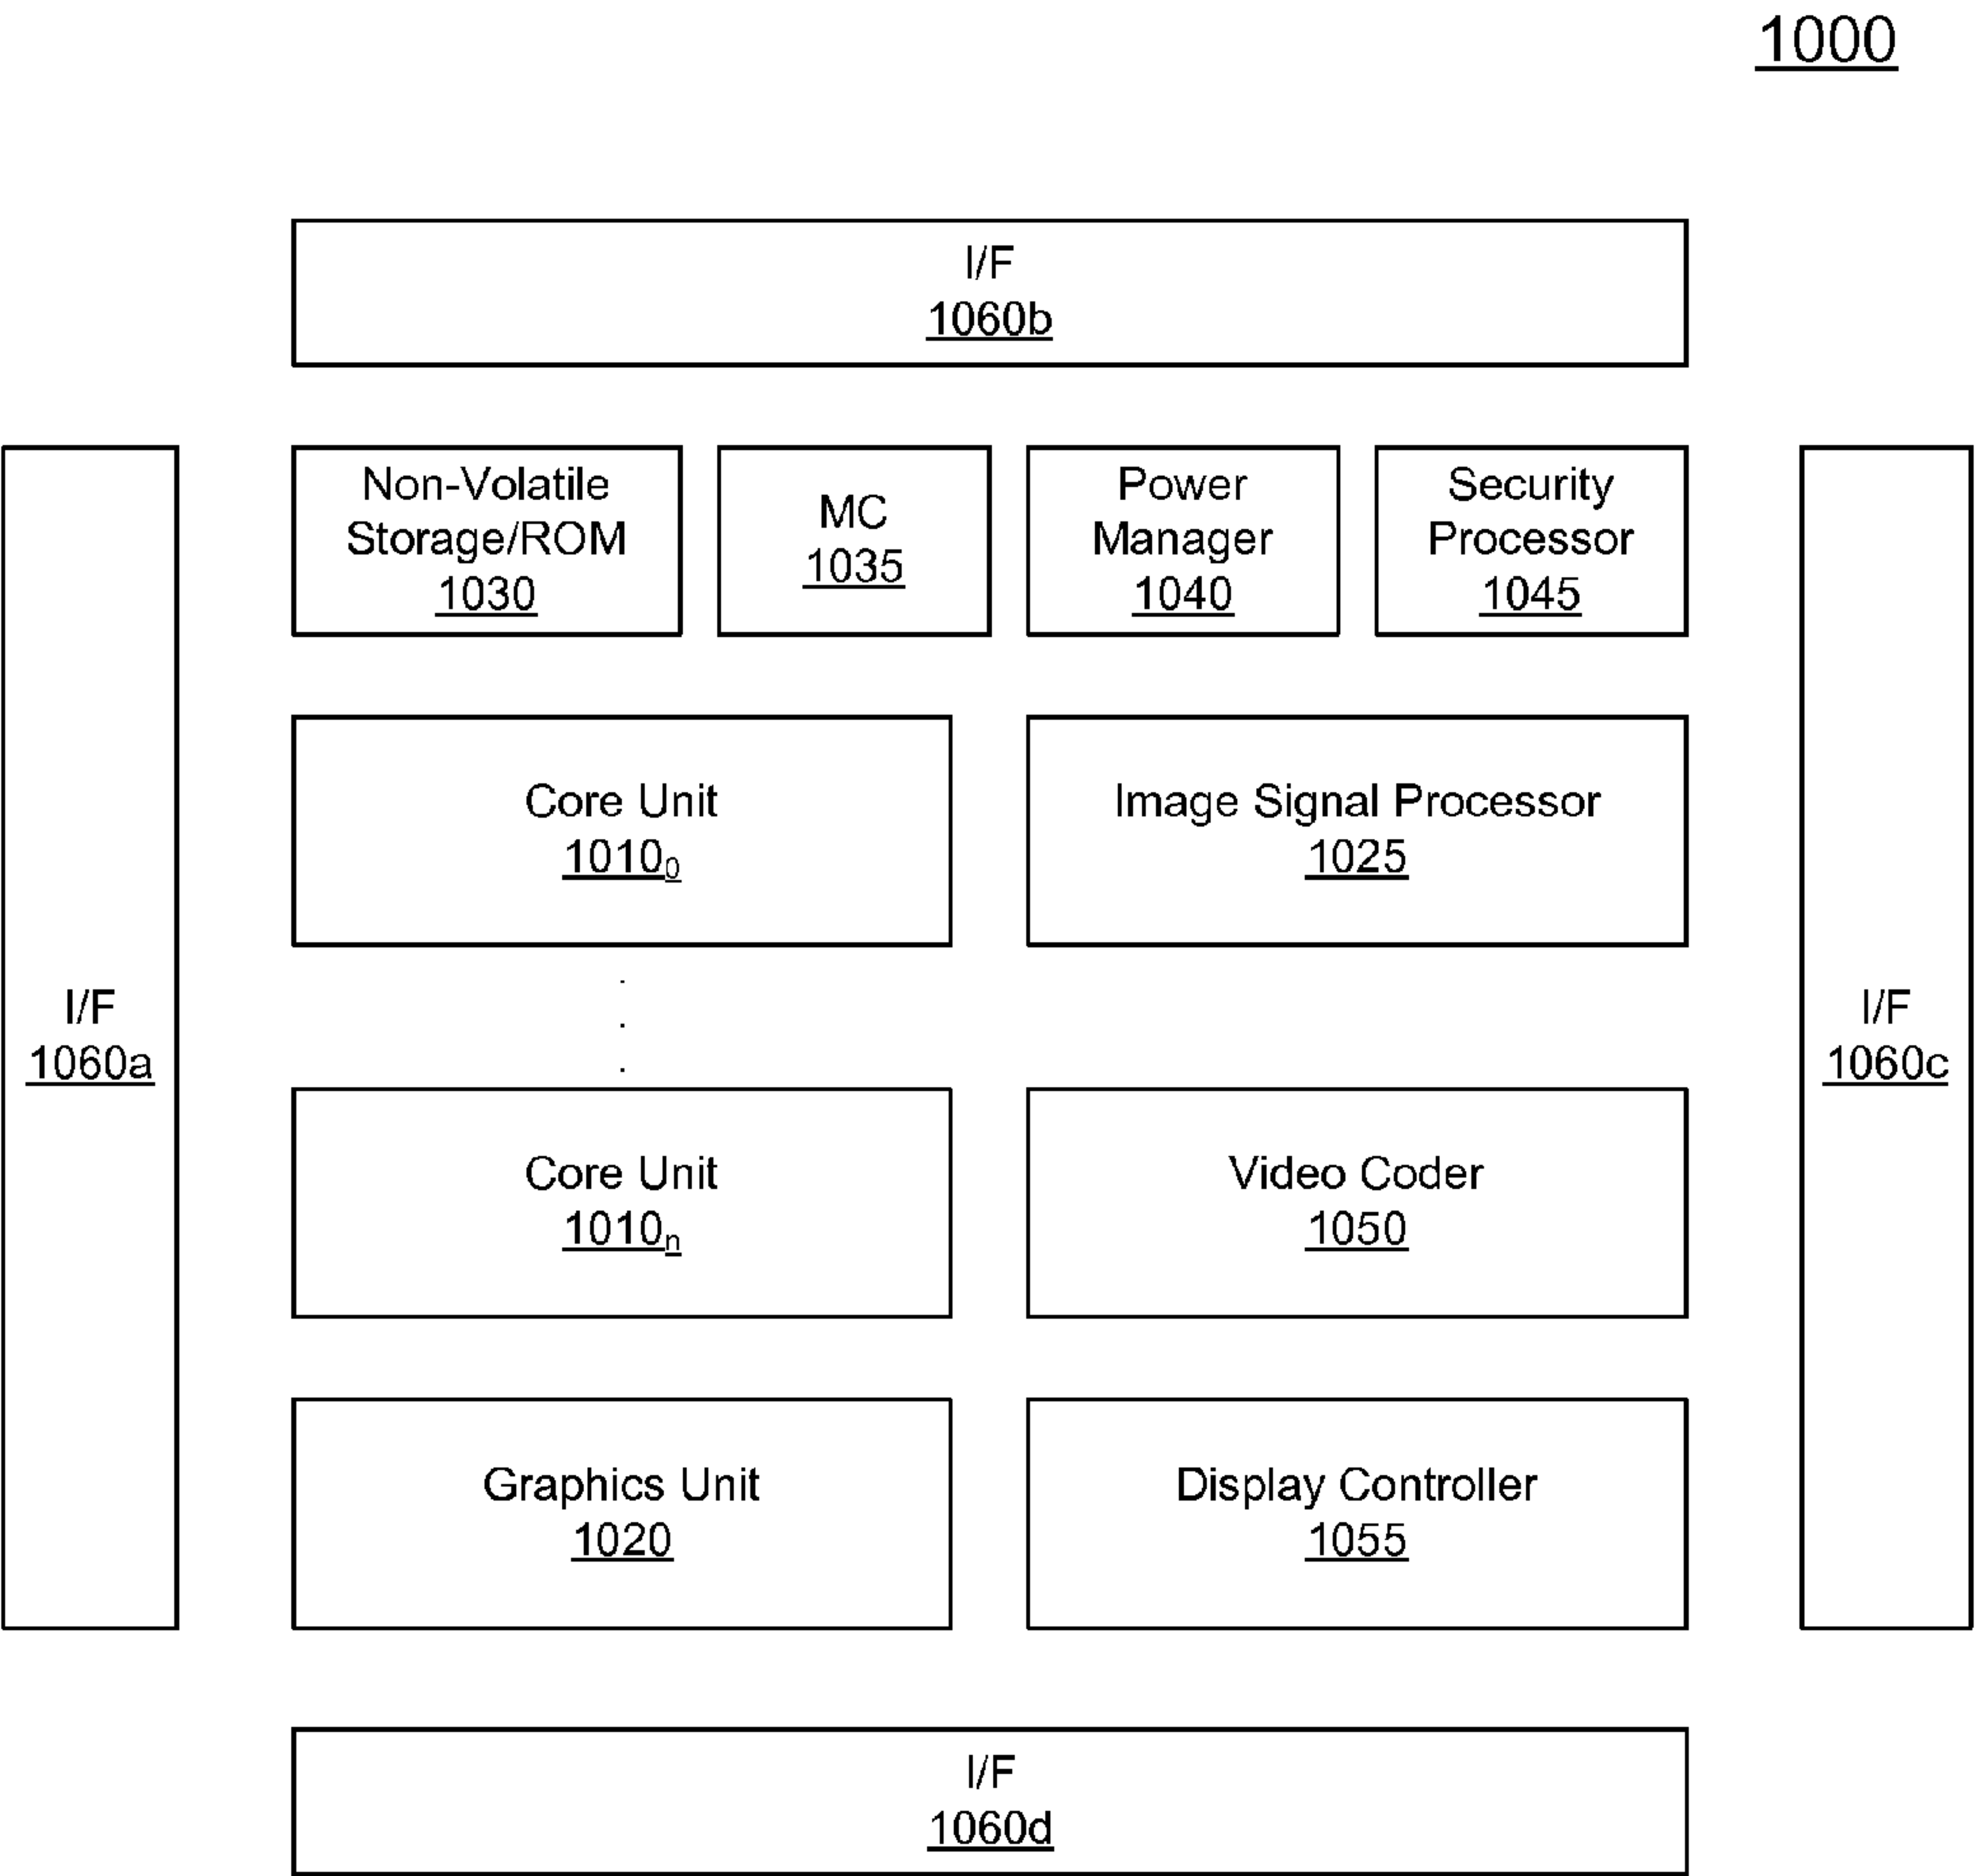 1000
I/F
1060b
Non-Volatile
Storage/ROM
1030
MC
1035
Power
Manager
1040
Security
Processor
1045
Core Unit
1010₀
Image Signal Processor
1025
I/F
1060a
I/F
1060c
Core Unit
1010ₙ
Video Coder
1050
Graphics Unit
1020
Display Controller
1055
I/F
1060d